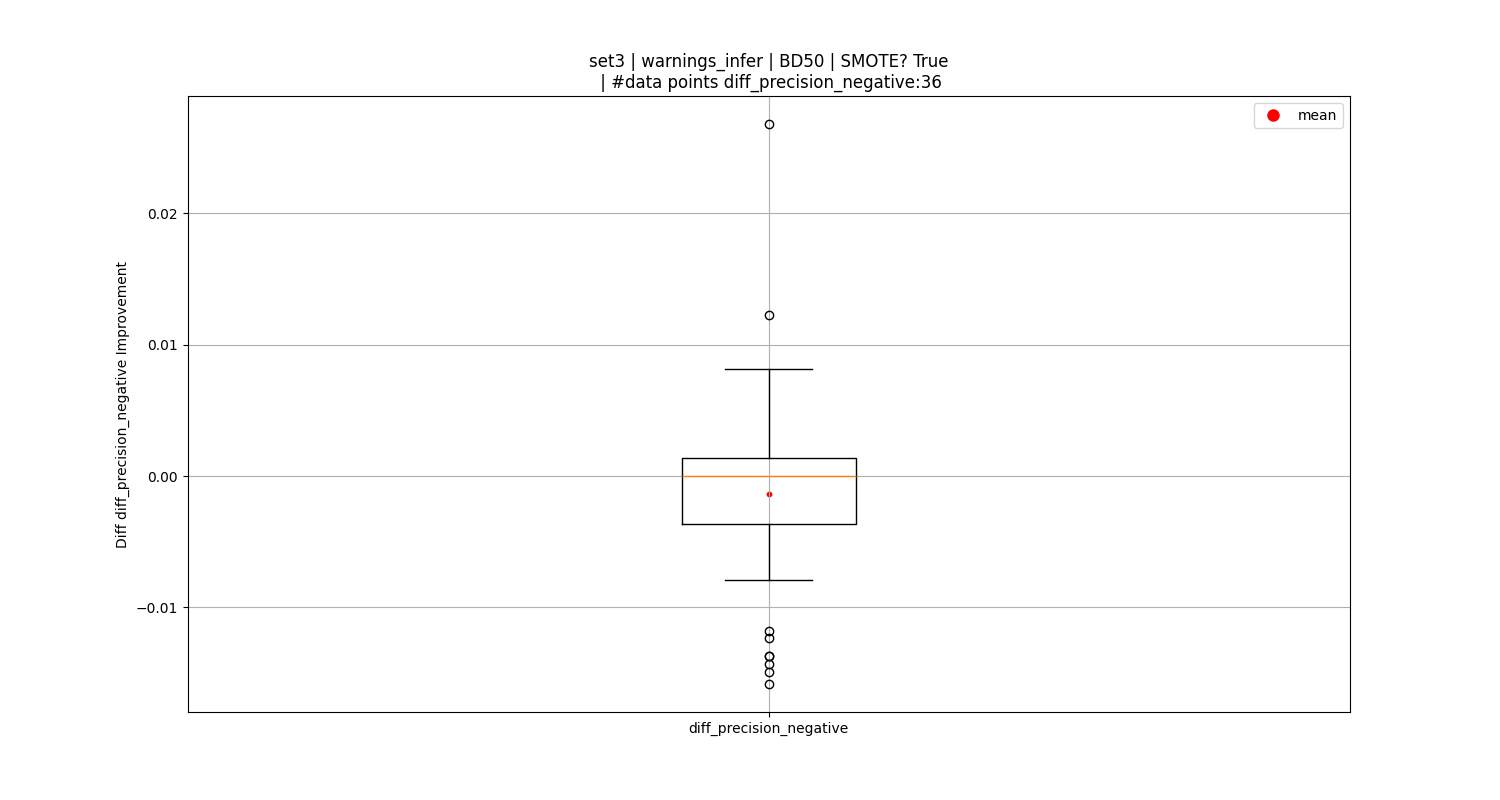 set3 | warnings_infer | BD50 | SMOTE? True
| #data points diff_precision_negative:36
mean
0.02
0.01
0.00
−0.01
Diff diff_precision_negative Improvement
diff_precision_negative